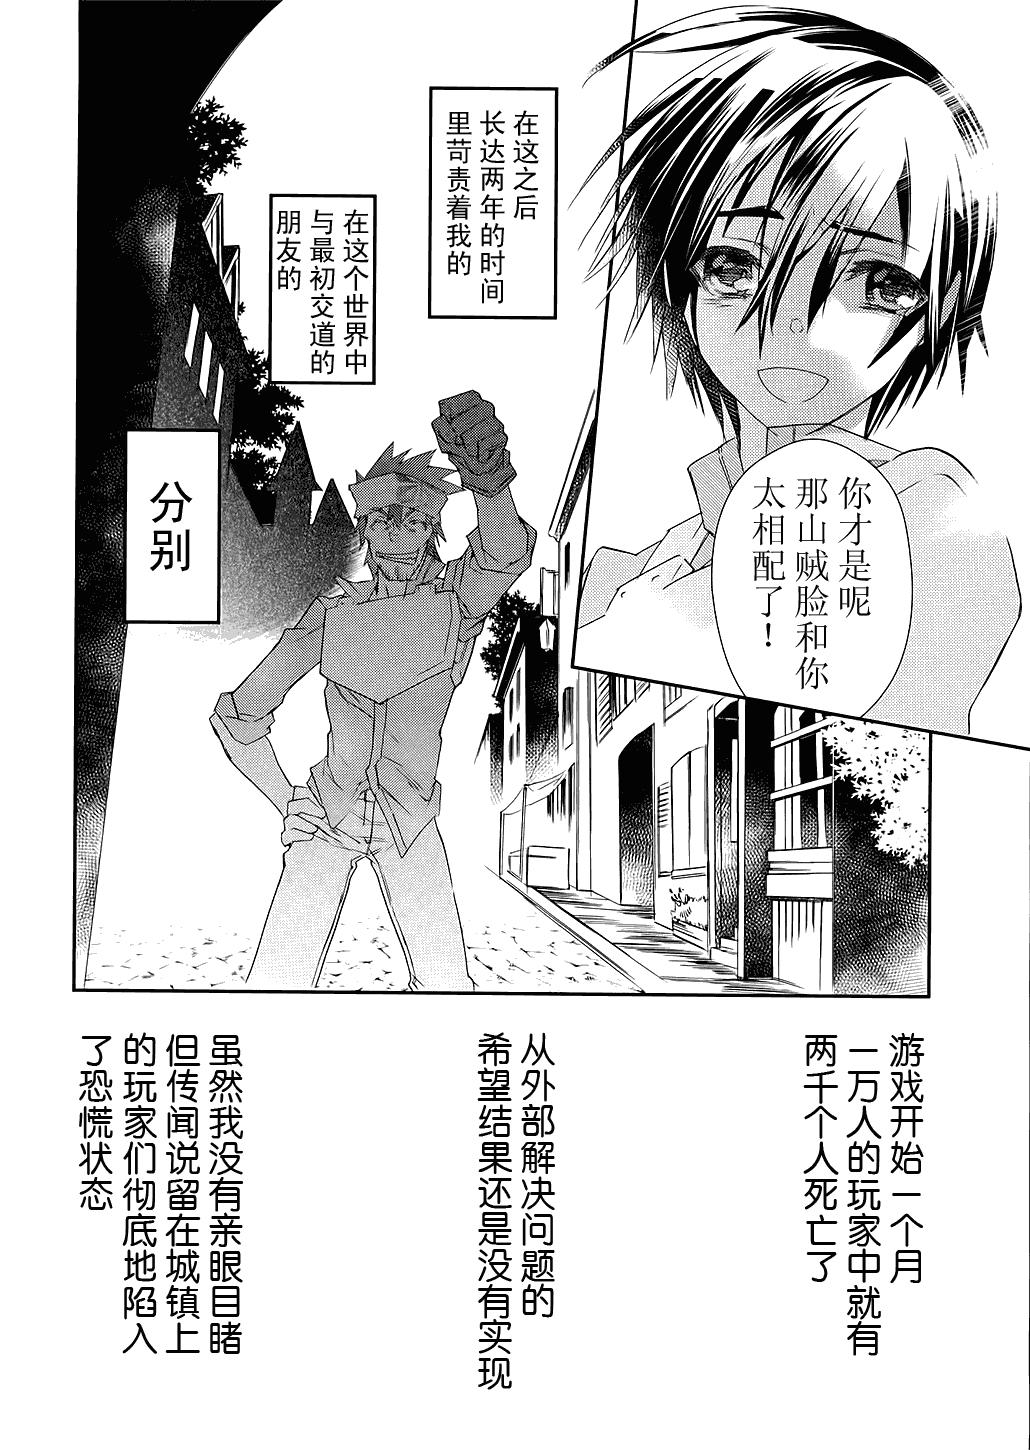 你才是呢
那山贼脸和你
太相配了！
在这之后
长达两年的时间
里苛责着我的
在这个世界中
与最初交道的
朋友的
分别
游戏开始一个月
一万人的玩家中就有
两千个人死亡了
从外部解决问题的
希望结果还是没有实现
虽然我没有亲眼目睹
但传闻说留在城镇上
的玩家们彻底地陷入
了恐慌状态